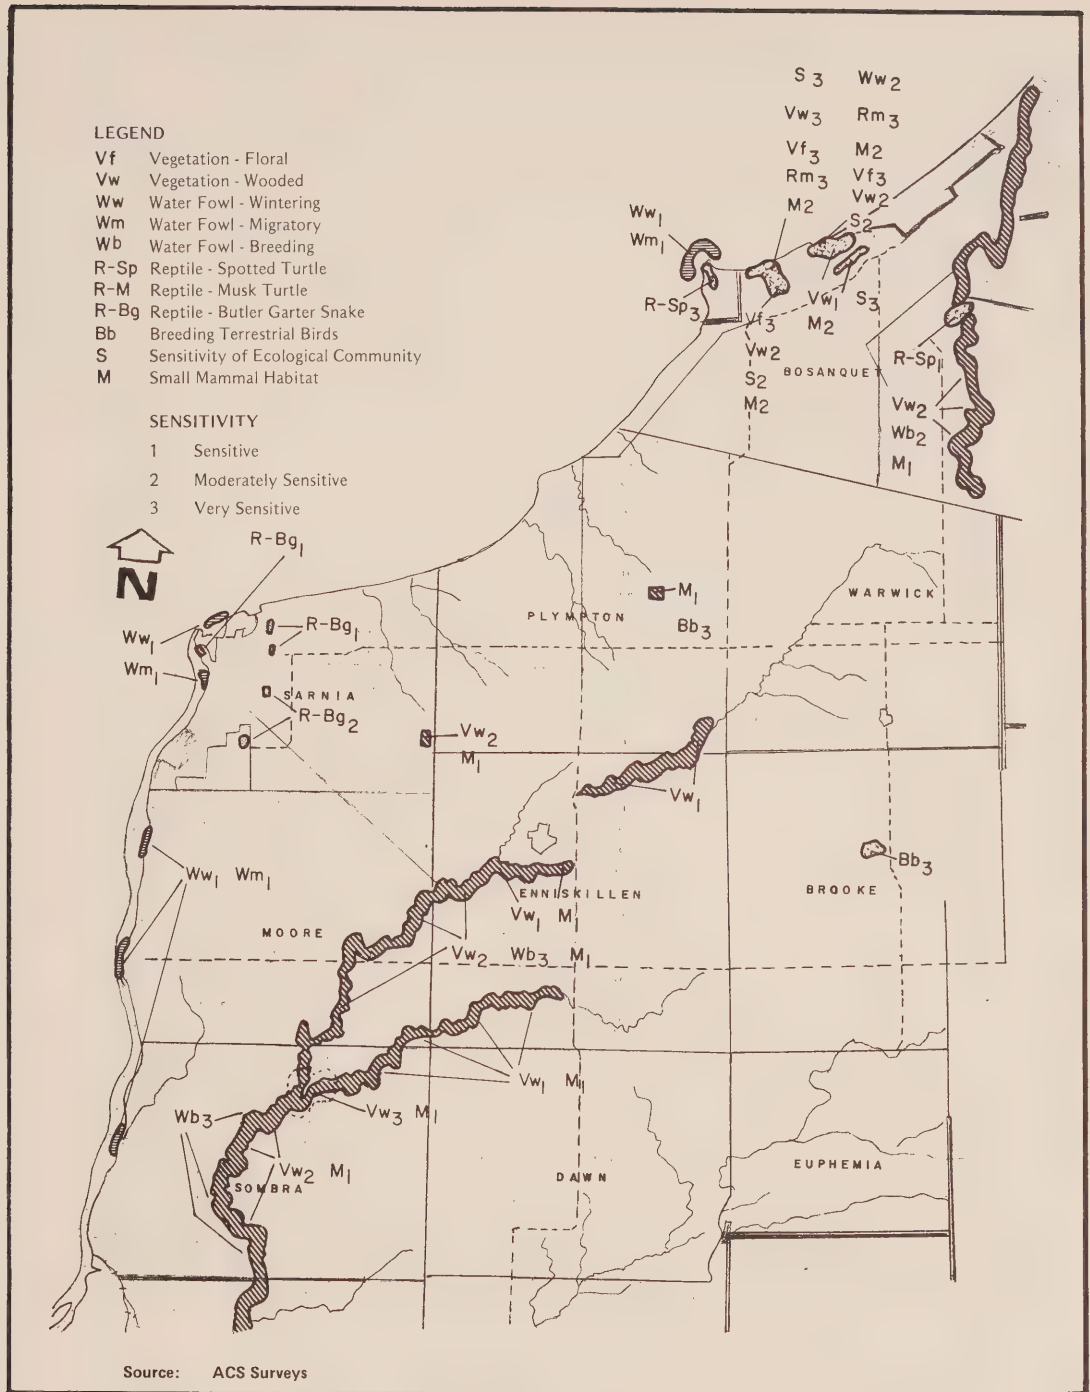 S3 Ww2
Vw3 Rm3
Vf3 M2
Rm3 Vf3
M2 Vw2
S2
LEGEND
Vf Vegetation - Floral
Vw Vegetation - Wooded
Ww Water Fowl - Wintering
Wm Water Fowl - Migratory
Wb Water Fowl - Breeding
R-Sp Reptile - Spotted Turtle
R-M Reptile - Musk Turtle
R-Bg Reptile - Butler Garter Snake
Bb Breeding Terrestrial Birds
S Sensitivity of Ecological Community
M Small Mammal Habitat
SENSITIVITY
1 Sensitive
2 Moderately Sensitive
3 Very Sensitive
Ww1
Wm1
R-Sp3
Vf3
Vw2
S2
M2
Vw1 S3
M2
BOSANQUET
R-Sp1
Vw2
Wb2
M1
N
R-Bg1
Ww1
Wm1
R-Bg1
SARNIA
R-Bg2
PLYMPTON
M1
Bb3
WARWICK
Vw2
M1
Vw1
Ww1 Wm1
MOORE
ENNISKILLEN
Vw1 M1
Vw2 Wb3 M1
BROOKE
Bb3
Vw1 M1
Vw3 M1
Wb3
Vw2 M1
SOMBRA
DAWN
EUPHEMIA
Source: ACS Surveys